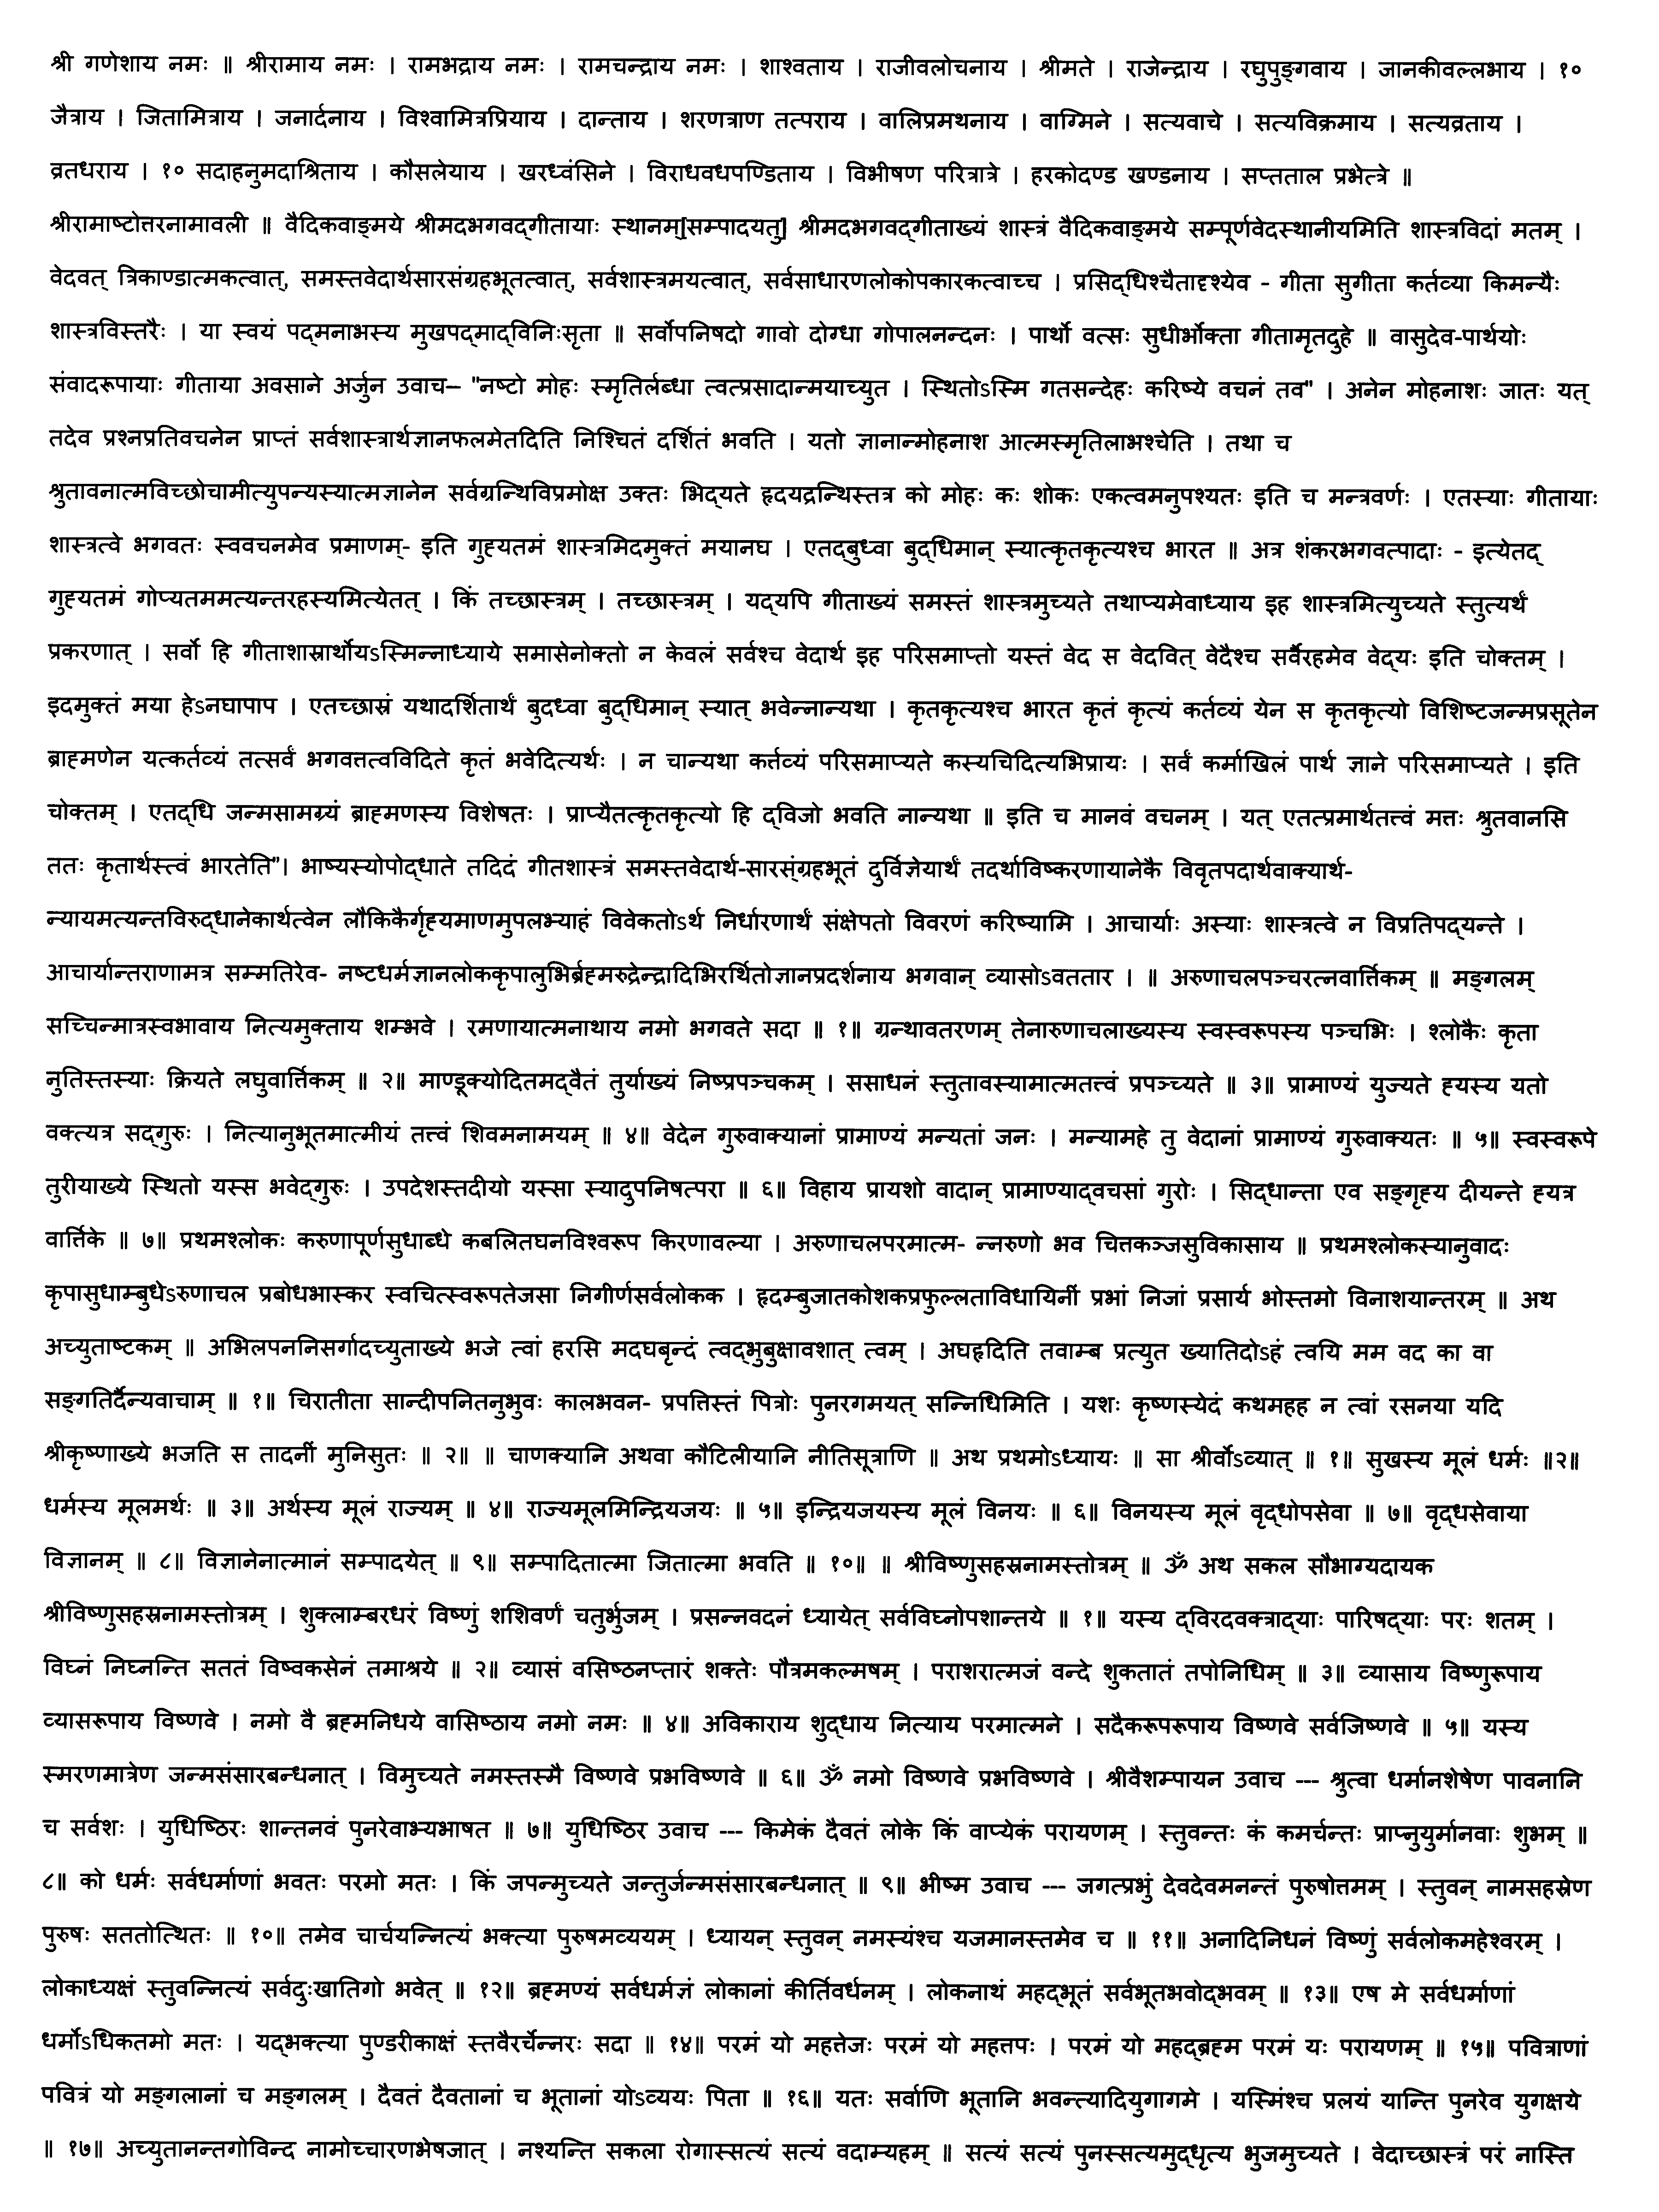 श्री गणेशाय नमः ॥ श्रीरामाय नमः । रामभद्राय नमः । रामचन्द्राय नमः । शाश्वताय । राजीवलोचनाय । श्रीमते । राजेन्द्राय । रघुपुङ्गवाय । जानकीवल्लभाय । १०
जैत्राय । जितामित्राय । जनार्दनाय । विश्वामित्रप्रियाय । दान्ताय । शरणत्राण तत्पराय । वालिप्रमथनाय । वाग्मिने । सत्यवाचे । सत्यविक्रमाय । सत्यव्रताय ।
व्रतधराय । १० सदाहनुमदाश्रिताय । कौसलेयाय । खरध्वंसिने । विराधवधपण्डिताय । विभीषण परित्रात्रे । हरकोदण्ड खण्डनाय । सप्तताल प्रभेत्त्रे ॥
श्रीरामाष्टोत्तरनामावली ॥ वैदिकवाङ्मये श्रीमदभगवद्गीतायाः स्थानम्[सम्पादयतु] श्रीमदभगवद्गीताख्यं शास्त्रं वैदिकवाङ्मये सम्पूर्णवेदस्थानीयमिति शास्त्रविदां मतम् ।
वेदवत् त्रिकाण्डात्मकत्वात्, समस्तवेदार्थसारसंग्रहभूतत्वात्, सर्वशास्त्रमयत्वात्, सर्वसाधारणलोकोपकारकत्वाच्च । प्रसिद्धिश्चैतादृश्येव - गीता सुगीता कर्तव्या किमन्यैः
शास्त्रविस्तरैः । या स्वयं पद्मनाभस्य मुखपद्माद्विनिःसृता ॥ सर्वोपनिषदो गावो दोग्धा गोपालनन्दनः । पार्थो वत्सः सुधीर्भोक्ता गीतामृतदुहे ॥ वासुदेव-पार्थयोः
संवादरूपायाः गीताया अवसाने अर्जुन उवाच– "नष्टो मोहः स्मृतिर्लब्धा त्वत्प्रसादान्मयाच्युत । स्थितोऽस्मि गतसन्देहः करिष्ये वचनं तव" । अनेन मोहनाशः जातः यत्
तदेव प्रश्नप्रतिवचनेन प्राप्तं सर्वशास्त्रार्थज्ञानफलमेतदिति निश्चितं दर्शितं भवति । यतो ज्ञानान्मोहनाश आत्मस्मृतिलाभश्चेति । तथा च
श्रुतावनात्मविच्छोचामीत्युपन्यस्यात्मज्ञानेन सर्वग्रन्थिविप्रमोक्ष उक्तः भिद्यते हृदयद्रन्थिस्तत्र को मोहः कः शोकः एकत्वमनुपश्यतः इति च मन्त्रवर्णः । एतस्याः गीतायाः
शास्त्रत्वे भगवतः स्ववचनमेव प्रमाणम्- इति गुह्यतमं शास्त्रमिदमुक्तं मयानघ । एतद्बुध्वा बुद्धिमान् स्यात्कृतकृत्यश्च भारत ॥ अत्र शंकरभगवत्पादाः - इत्येतद्
गुह्यतमं गोप्यतममत्यन्तरहस्यमित्येतत् । किं तच्छास्त्रम् । तच्छास्त्रम् । यद्यपि गीताख्यं समस्तं शास्त्रमुच्यते तथाप्यमेवाध्याय इह शास्त्रमित्युच्यते स्तुत्यर्थं
प्रकरणात् । सर्वो हि गीताशास्रार्थोयऽस्मिन्नाध्याये समासेनोक्तो न केवलं सर्वश्च वेदार्थ इह परिसमाप्तो यस्तं वेद स वेदवित् वेदैश्च सर्वैरहमेव वेद्यः इति चोक्तम् ।
इदमुक्तं मया हेऽनघापाप । एतच्छास्रं यथादर्शितार्थं बुदध्वा बुद्धिमान् स्यात् भवेन्नान्यथा । कृतकृत्यश्च भारत कृतं कृत्यं कर्तव्यं येन स कृतकृत्यो विशिष्टजन्मप्रसूतेन
ब्राह्मणेन यत्कर्तव्यं तत्सर्वं भगवत्तत्वविदिते कृतं भवेदित्यर्थः । न चान्यथा कर्त्तव्यं परिसमाप्यते कस्यचिदित्यभिप्रायः । सर्वं कर्माखिलं पार्थ ज्ञाने परिसमाप्यते । इति
चोक्तम् । एतद्धि जन्मसामग्र्यं ब्राह्मणस्य विशेषतः । प्राप्यैतत्कृतकृत्यो हि द्विजो भवति नान्यथा ॥ इति च मानवं वचनम् । यत् एतत्प्रमार्थतत्त्वं मत्तः श्रुतवानसि
ततः कृतार्थस्त्वं भारतेति"। भाष्यस्योपोद्धाते तदिदं गीतशास्त्रं समस्तवेदार्थ-सारस्ंग्रहभूतं दुर्विज्ञेयार्थं तदर्थाविष्करणायानेकै विवृतपदार्थवाक्यार्थ-
न्यायमत्यन्तविरुद्धानेकार्थत्वेन लौकिकैर्गृह्यमाणमुपलभ्याहं विवेकतोऽर्थ निर्धारणार्थं संक्षेपतो विवरणं करिष्यामि । आचार्याः अस्याः शास्त्रत्वे न विप्रतिपद्यन्ते ।
आचार्यान्तराणामत्र सम्मतिरेव- नष्टधर्मज्ञानलोककृपालुभिर्ब्रह्मरुद्रेन्द्रादिभिरर्थितोज्ञानप्रदर्शनाय भगवान् व्यासोऽवततार । ॥ अरुणाचलपञ्चरत्नवार्त्तिकम् ॥ मङ्गलम्
सच्चिन्मात्रस्वभावाय नित्यमुक्ताय शम्भवे । रमणायात्मनाथाय नमो भगवते सदा ॥ १॥ ग्रन्थावतरणम् तेनारुणाचलाख्यस्य स्वस्वरूपस्य पञ्चभिः । श्लोकैः कृता
नुतिस्तस्याः क्रियते लघुवार्त्तिकम् ॥ २॥ माण्डूक्योदितमद्वैतं तुर्याख्यं निष्प्रपञ्चकम् । ससाधनं स्तुतावस्यामात्मतत्त्वं प्रपञ्च्यते ॥ ३॥ प्रामाण्यं युज्यते ह्यस्य यतो
वक्त्यत्र सद्गुरुः । नित्यानुभूतमात्मीयं तत्त्वं शिवमनामयम् ॥ ४॥ वेदेन गुरुवाक्यानां प्रामाण्यं मन्यतां जनः । मन्यामहे तु वेदानां प्रामाण्यं गुरुवाक्यतः ॥ ५॥ स्वस्वरूपे
तुरीयाख्ये स्थितो यस्स भवेद्गुरुः । उपदेशस्तदीयो यस्सा स्यादुपनिषत्परा ॥ ६॥ विहाय प्रायशो वादान् प्रामाण्याद्वचसां गुरोः । सिद्धान्ता एव सङ्गृह्य दीयन्ते ह्यत्र
वार्त्तिके ॥ ७॥ प्रथमश्लोकः करुणापूर्णसुधाब्धे कबलितघनविश्वरूप किरणावल्या । अरुणाचलपरमात्म- न्नरुणो भव चित्तकञ्जसुविकासाय ॥ प्रथमश्लोकस्यानुवादः
कृपासुधाम्बुधेऽरुणाचल प्रबोधभास्कर स्वचित्स्वरूपतेजसा निगीर्णसर्वलोकक । हृदम्बुजातकोशकप्रफुल्लताविधायिनीं प्रभां निजां प्रसार्य भोस्तमो विनाशयान्तरम् ॥ अथ
अच्युताष्टकम् ॥ अभिलपननिसर्गादच्युताख्ये भजे त्वां हरसि मदघबृन्दं त्वद्भुबुक्षावशात् त्वम् । अघहृदिति तवाम्ब प्रत्युत ख्यातिदोऽहं त्वयि मम वद का वा
सङ्गतिर्दैन्यवाचाम् ॥ १॥ चिरातीता सान्दीपनितनुभुवः कालभवन- प्रपत्तिस्तं पित्रोः पुनरगमयत् सन्निधिमिति । यशः कृष्णस्येदं कथमहह न त्वां रसनया यदि
श्रीकृष्णाख्ये भजति स तादनीं मुनिसुतः ॥ २॥ ॥ चाणक्यानि अथवा कौटिलीयानि नीतिसूत्राणि ॥ अथ प्रथमोऽध्यायः ॥ सा श्रीर्वोऽव्यात् ॥ १॥ सुखस्य मूलं धर्मः ॥२॥
धर्मस्य मूलमर्थः ॥ ३॥ अर्थस्य मूलं राज्यम् ॥ ४॥ राज्यमूलमिन्द्रियजयः ॥ ५॥ इन्द्रियजयस्य मूलं विनयः ॥ ६॥ विनयस्य मूलं वृद्धोपसेवा ॥ ७॥ वृद्धसेवाया
विज्ञानम् ॥ ८॥ विज्ञानेनात्मानं सम्पादयेत् ॥ ९॥ सम्पादितात्मा जितात्मा भवति ॥ १०॥ ॥ श्रीविष्णुसहस्रनामस्तोत्रम् ॥ ॐ अथ सकल सौभाग्यदायक
श्रीविष्णुसहस्रनामस्तोत्रम् । शुक्लाम्बरधरं विष्णुं शशिवर्णं चतुर्भुजम् । प्रसन्नवदनं ध्यायेत् सर्वविघ्नोपशान्तये ॥ १॥ यस्य द्विरदवक्त्राद्याः पारिषद्याः परः शतम् ।
विघ्नं निघ्नन्ति सततं विष्वकसेनं तमाश्रये ॥ २॥ व्यासं वसिष्ठनप्तारं शक्तेः पौत्रमकल्मषम् । पराशरात्मजं वन्दे शुकतातं तपोनिधिम् ॥ ३॥ व्यासाय विष्णुरूपाय
व्यासरूपाय विष्णवे । नमो वै ब्रह्मनिधये वासिष्ठाय नमो नमः ॥ ४॥ अविकाराय शुद्धाय नित्याय परमात्मने । सदैकरूपरूपाय विष्णवे सर्वजिष्णवे ॥ ५॥ यस्य
स्मरणमात्रेण जन्मसंसारबन्धनात् । विमुच्यते नमस्तस्मै विष्णवे प्रभविष्णवे ॥ ६॥ ॐ नमो विष्णवे प्रभविष्णवे । श्रीवैशम्पायन उवाच --- श्रुत्वा धर्मानशेषेण पावनानि
च सर्वशः । युधिष्ठिरः शान्तनवं पुनरेवाभ्यभाषत ॥ ७॥ युधिष्ठिर उवाच --- किमेकं दैवतं लोके किं वाप्येकं परायणम् । स्तुवन्तः कं कमर्चन्तः प्राप्नुयुर्मानवाः शुभम् ॥
८॥ को धर्मः सर्वधर्माणां भवतः परमो मतः । किं जपन्मुच्यते जन्तुर्जन्मसंसारबन्धनात् ॥ ९॥ भीष्म उवाच --- जगत्प्रभुं देवदेवमनन्तं पुरुषोत्तमम् । स्तुवन् नामसहस्रेण
पुरुषः सततोत्थितः ॥ १०॥ तमेव चार्चयन्नित्यं भक्त्या पुरुषमव्ययम् । ध्यायन् स्तुवन् नमस्यंश्च यजमानस्तमेव च ॥ ११॥ अनादिनिधनं विष्णुं सर्वलोकमहेश्वरम् ।
लोकाध्यक्षं स्तुवन्नित्यं सर्वदुःखातिगो भवेत् ॥ १२॥ ब्रह्मण्यं सर्वधर्मज्ञं लोकानां कीर्तिवर्धनम् । लोकनाथं महद्भूतं सर्वभूतभवोद्भवम् ॥ १३॥ एष मे सर्वधर्माणां
धर्मोऽधिकतमो मतः । यद्भक्त्या पुण्डरीकाक्षं स्तवैरर्चेन्नरः सदा ॥ १४॥ परमं यो महत्तेजः परमं यो महत्तपः । परमं यो महद्ब्रह्म परमं यः परायणम् ॥ १५॥ पवित्राणां
पवित्रं यो मङ्गलानां च मङ्गलम् । दैवतं दैवतानां च भूतानां योऽव्ययः पिता ॥ १६॥ यतः सर्वाणि भूतानि भवन्त्यादियुगागमे । यस्मिंश्च प्रलयं यान्ति पुनरेव युगक्षये
॥ १७॥ अच्युतानन्तगोविन्द नामोच्चारणभेषजात् । नश्यन्ति सकला रोगास्सत्यं सत्यं वदाम्यहम् ॥ सत्यं सत्यं पुनस्सत्यमुद्धृत्य भुजमुच्यते । वेदाच्छास्त्रं परं नास्ति